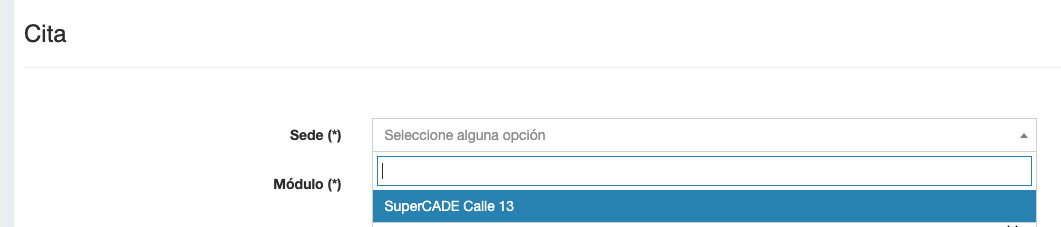 Cita
Sede (*)
Seleccione alguna opción
Módulo (*)
SuperCADE Calle 13